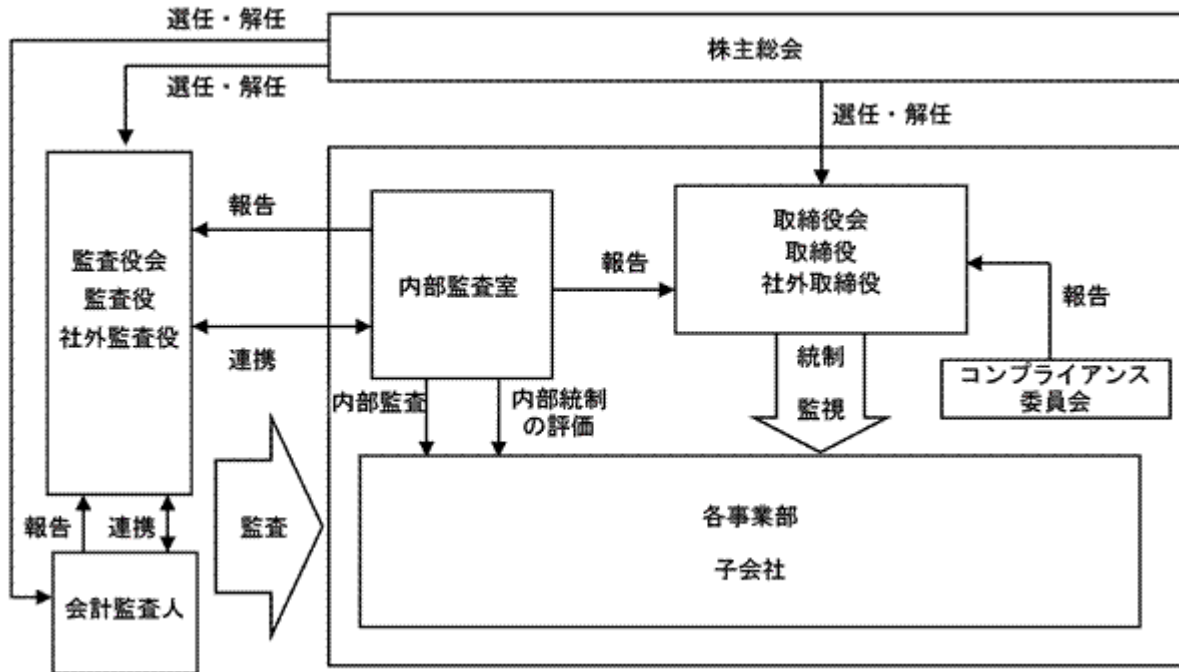 選任・解任
株主総会
選任・解任
選任・解任
報告
監査役会
監査役
社外監査役
連携
内部監査室
報告
取締役会
取締役
社外取締役
報告
コンプライアンス
委員会
統制
監視
内部監査
内部統制
の評価
監査
各事業部
子会社
報告
連携
会計監査人